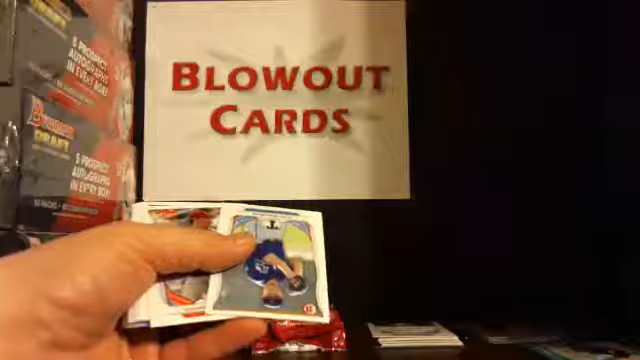 BLOWOUT
CARDS
5 PROSPECT
AUTOGRAPHS
IN EVERY BOX!
Bowman
DRAFT
5 PROSPECT
AUTOGRAPHS
IN EVERY BOX!